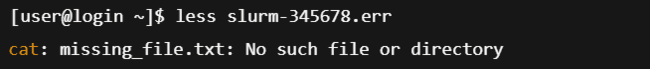 [user@login ~]$ less slurm-345678.err
cat: missing_file.txt: No such file or directory